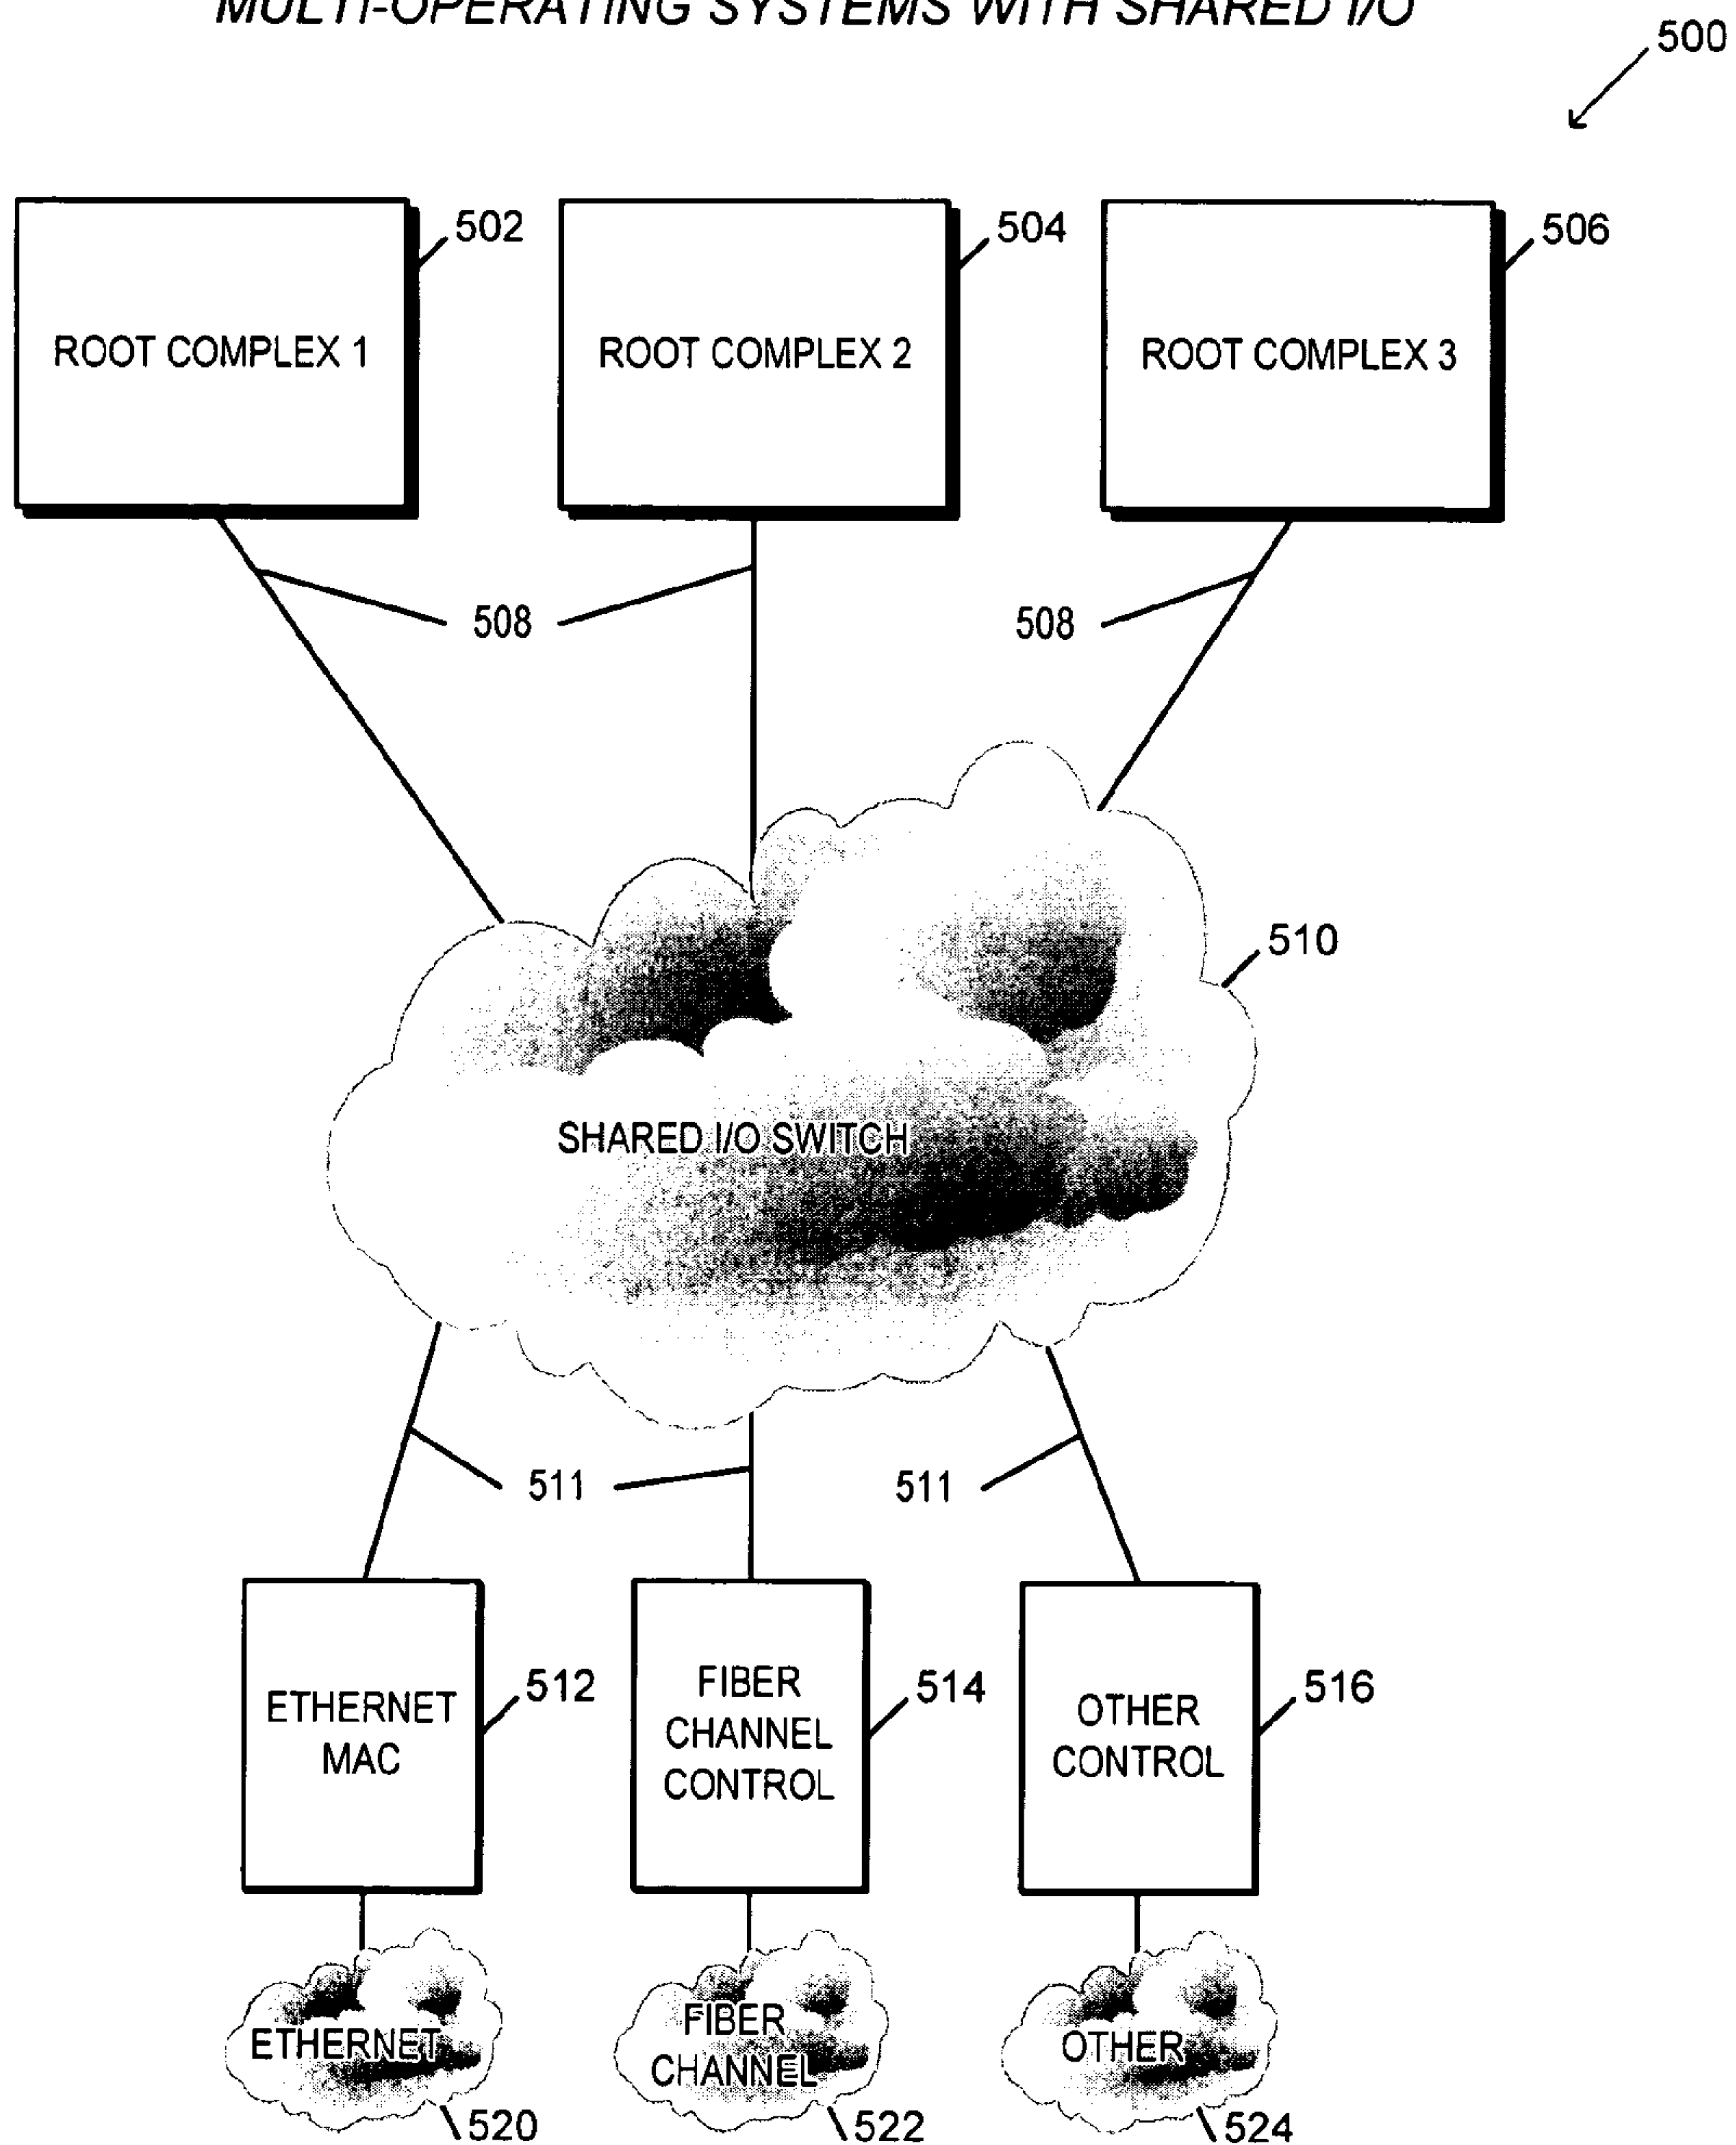 MULTI-OPERATING SYSTEMS WITH SHARED I/O
500
502
504
506
ROOT COMPLEX 1
ROOT COMPLEX 2
ROOT COMPLEX 3
508
508
510
SHARED I/O SWITCH
511
511
ETHERNET
MAC
512
FIBER
CHANNEL
CONTROL
514
OTHER
CONTROL
516
ETHERNET
FIBER
CHANNEL
OTHER
520
522
524